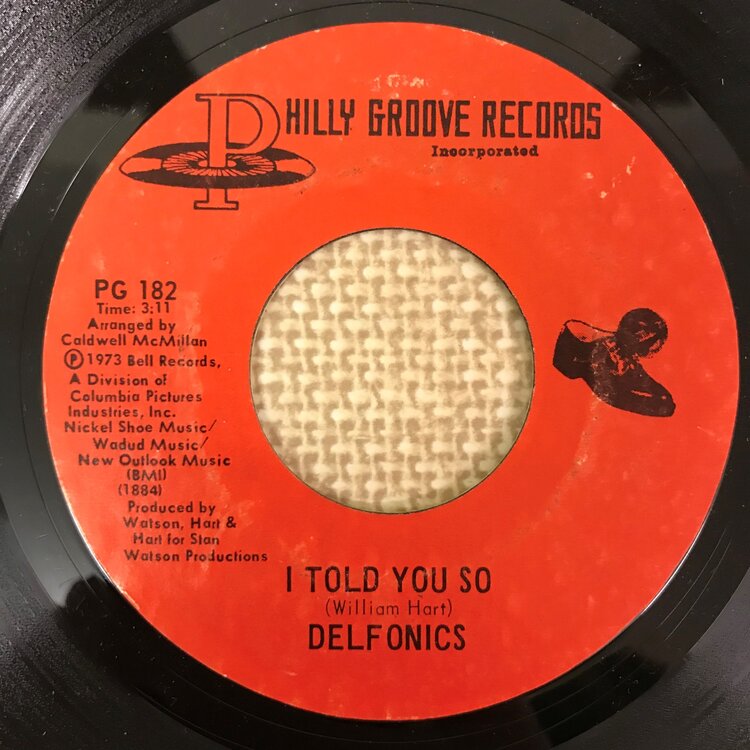 PHILLY GROOVE RECORDS
Incorporated
PG 182
Time: 3:11
Arranged by
Caldwell McMillan
Ⓟ 1973 Bell Records,
A Division of
Columbia Pictures
Industries, Inc.
Nickel Shoe Music/
Wadud Music/
New Outlook Music
(BMI)
(1884)
Produced by
Watson, Hart &
Hart for Stan
Watson Productions
I TOLD YOU SO
(William Hart)
DELFONICS